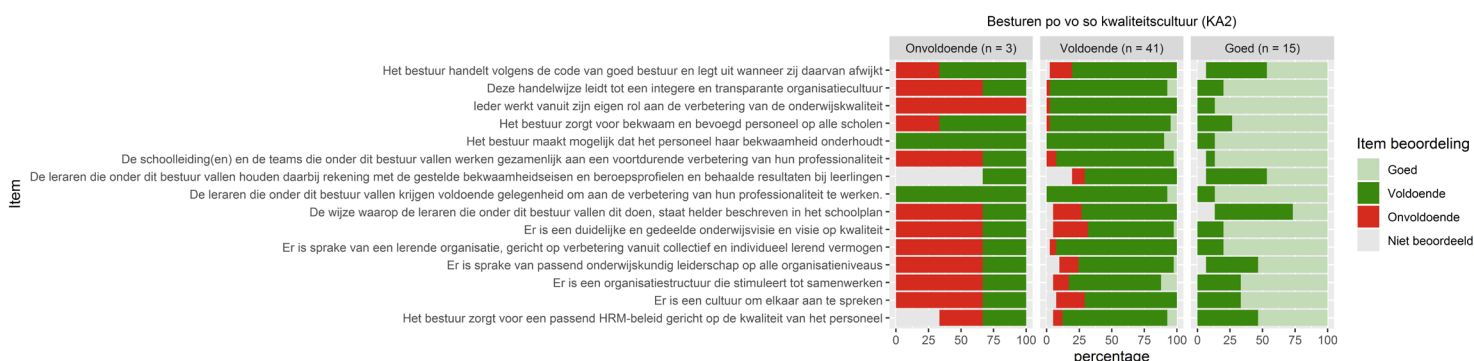 Besturen po vo so kwaliteitscultuur (KA2)
Onvoldoende (n = 3)
Voldoende (n = 41)
Goed (n = 15)
Het bestuur handelt volgens de code van goed bestuur en legt uit wanneer zij daarvan afwijkt
Deze handelwijze leidt tot een integere en transparante organisatiecultuur
Ieder werkt vanuit zijn eigen rol aan de verbetering van de onderwijskwaliteit
Het bestuur zorgt voor bekwaam en bevoegd personeel op alle scholen
Het bestuur maakt mogelijk dat het personeel haar bekwaamheid onderhoudt
De schoolleiding(en) en de teams die onder dit bestuur vallen werken gezamenlijk aan een voortdurende verbetering van hun professionaliteit
De leraren die onder dit bestuur vallen houden daarbij rekening met de gestelde bekwaamheidseisen en beroepsprofielen en behaalde resultaten bij leerlingen
De leraren die onder dit bestuur vallen krijgen voldoende gelegenheid om aan de verbetering van hun professionaliteit te werken.
De wijze waarop de leraren die onder dit bestuur vallen dit doen, staat helder beschreven in het schoolplan
Er is een duidelijke en gedeelde onderwijsvisie en visie op kwaliteit
Er is sprake van een lerende organisatie, gericht op verbetering vanuit collectief en individueel lerend vermogen
Er is sprake van passend onderwijskundig leiderschap op alle organisatieniveaus
Er is een organisatiestructuur die stimuleert tot samenwerken
Er is een cultuur om elkaar aan te spreken
Het bestuur zorgt voor een passend HRM-beleid gericht op de kwaliteit van het personeel
Item
0 25 50 75 100
0 25 50 75 100
0 25 50 75 100
percentage
Item beoordeling
Goed
Voldoende
Onvoldoende
Niet beoordeeld